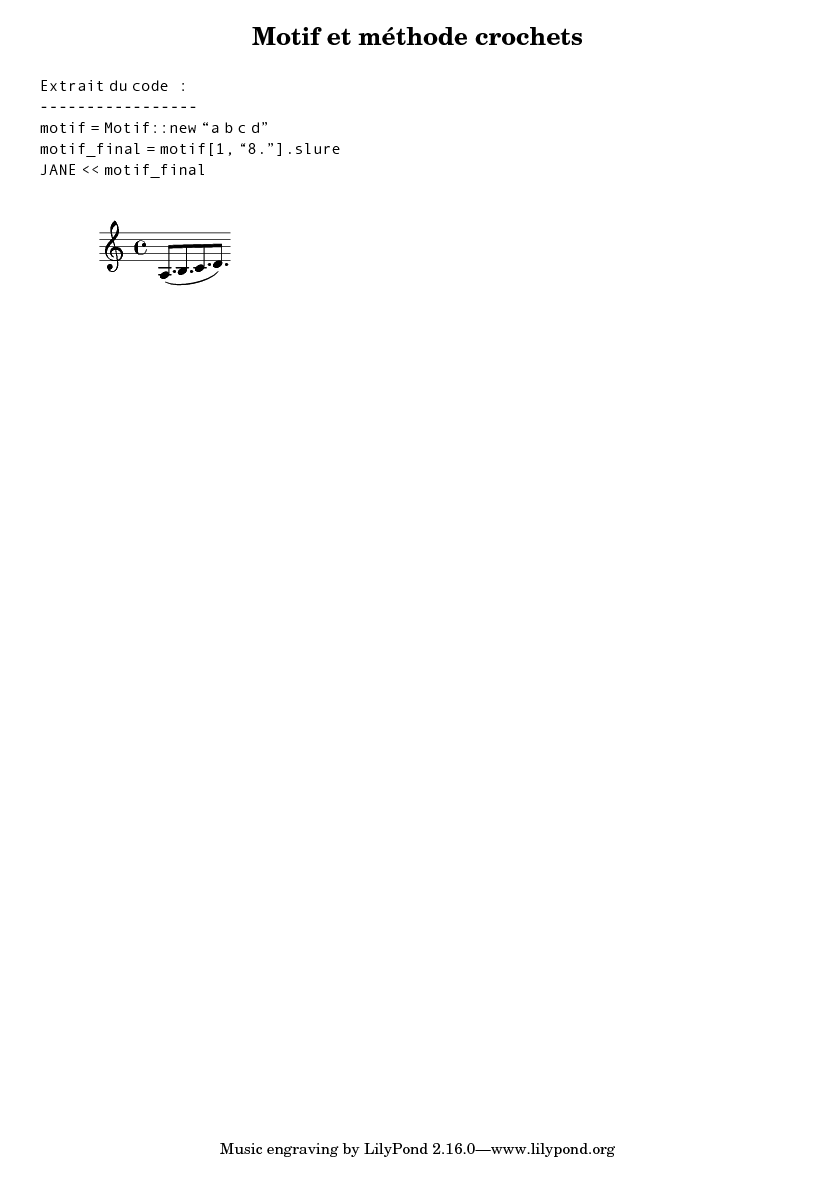 Motif et méthode crochets
Extrait du code :
-----------------
motif = Motif::new “a b c d”
motif_final = motif[1, “8.”].slure
JANE << motif_final
Music engraving by LilyPond 2.16.0—www.lilypond.org